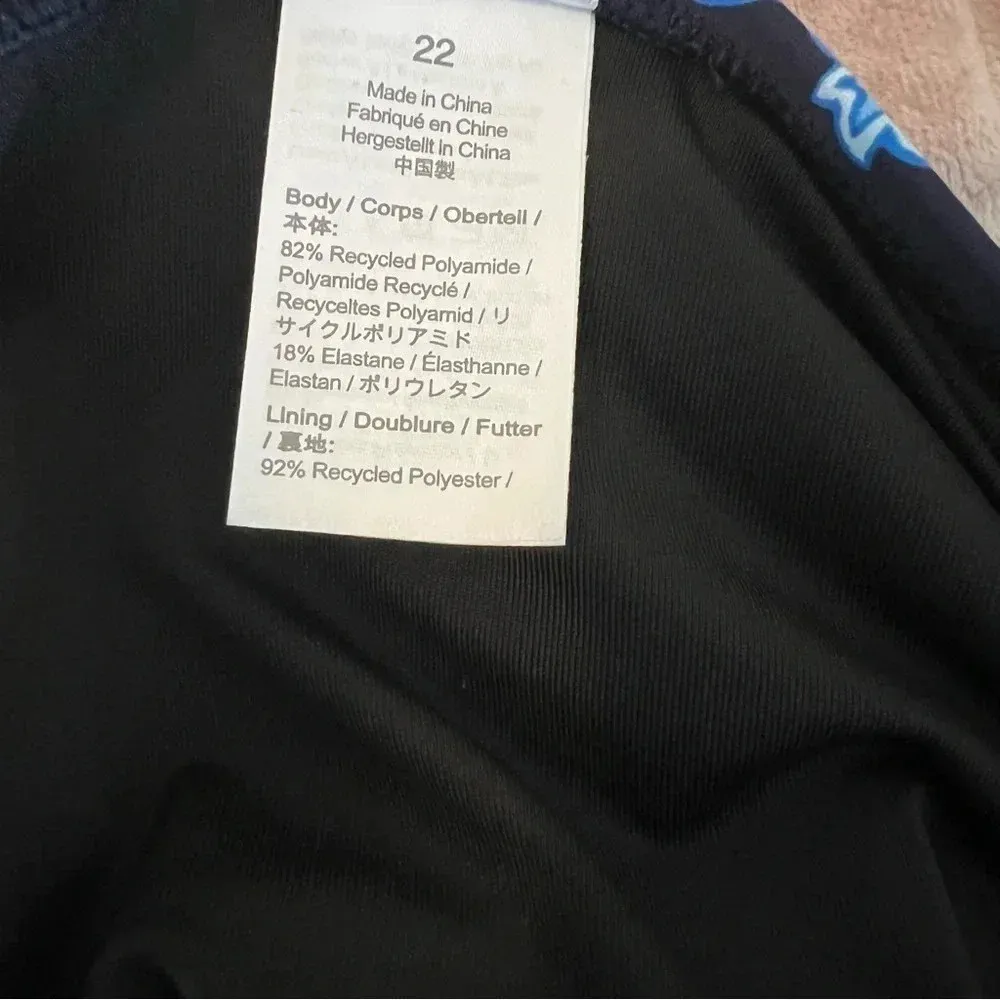 22
Made in China
Fabriqué en Chine
Hergestellt in China
中国製
Body / Corps / Oberteil /
本体:
82% Recycled Polyamide /
Polyamide Recyclé /
Recyceltes Polyamid / リ
サイクルポリアミド
18% Elastane / Élasthanne /
Elastan / ポリウレタン
Lining / Doublure / Futter
/ 裏地:
92% Recycled Polyester /